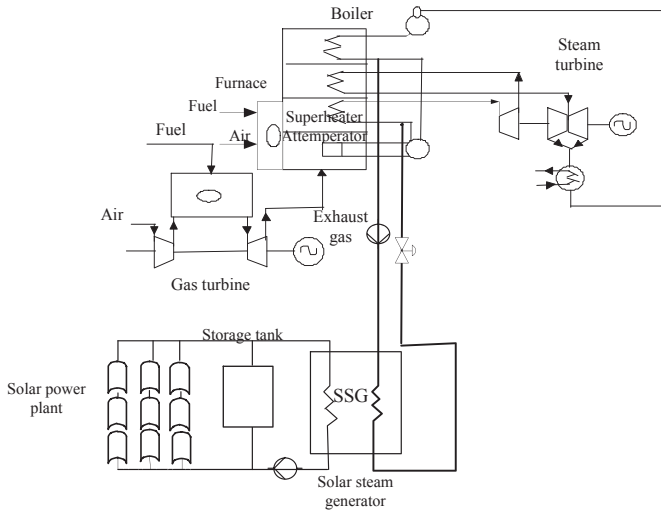 Boiler
Steam
turbine
Furnace
Fuel
Superheater
Attemperator
Fuel
Air
Air
Exhaust
gas
Gas turbine
Storage tank
Solar power
plant
SSG
Solar steam
generator